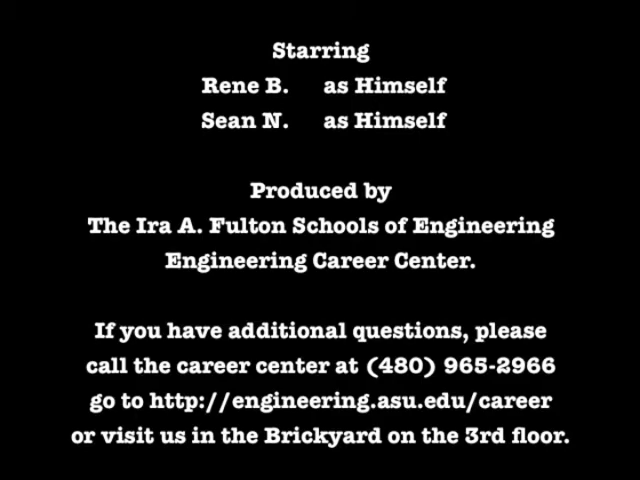 Starring
Rene B. as Himself
Sean N. as Himself
Produced by
The Ira A. Fulton Schools of Engineering
Engineering Career Center.
If you have additional questions, please
call the career center at (480) 965-2966
go to http://engineering.asu.edu/career
or visit us in the Brickyard on the 3rd floor.